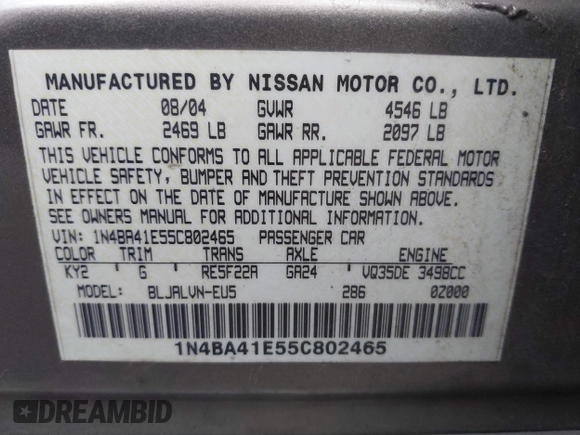 MANUFACTURED BY NISSAN MOTOR CO., LTD.
DATE 08/04 GVWR 4546 LB
GAWR FR. 2469 LB GAWR RR. 2097 LB
THIS VEHICLE CONFORMS TO ALL APPLICABLE FEDERAL MOTOR
VEHICLE SAFETY, BUMPER AND THEFT PREVENTION STANDARDS
IN EFFECT ON THE DATE OF MANUFACTURE SHOWN ABOVE.
SEE OWNERS MANUAL FOR ADDITIONAL INFORMATION.
VIN: 1N4BA41E55C802465 PASSENGER CAR
COLOR TRIM TRANS AXLE ENGINE
KY2 G RE5F22A GA24 VQ35DE 3498CC
MODEL: BLJALVN-EU5 286 0Z000
1N4BA41E55C802465
DREAMBID